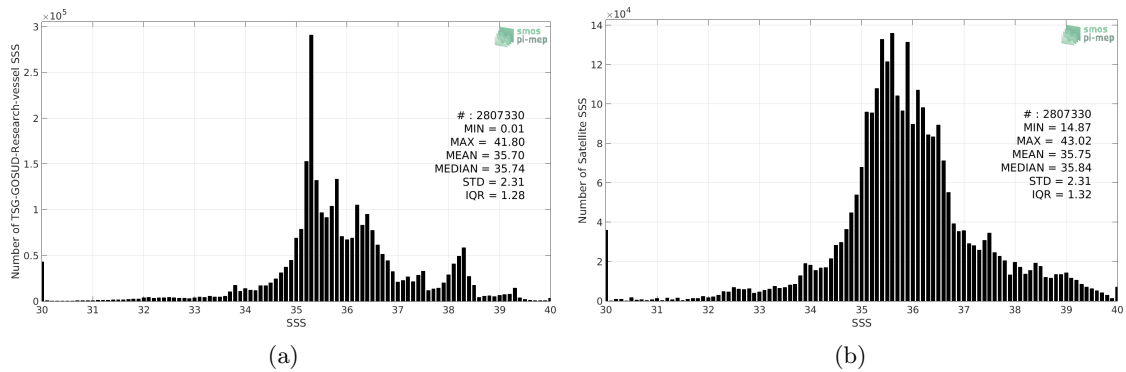 ×10⁵
3
2.5
2
1.5
1
0.5
0
Number of TSG-GOSUD-Research-vessel SSS
30 31 32 33 34 35 36 37 38 39 40
SSS
smos
pi-mep
# : 2807330
MIN = 0.01
MAX = 41.80
MEAN = 35.70
MEDIAN = 35.74
STD = 2.31
IQR = 1.28
(a)
×10⁴
14
12
10
8
6
4
2
0
Number of Satellite SSS
30 31 32 33 34 35 36 37 38 39 40
SSS
smos
pi-mep
# : 2807330
MIN = 14.87
MAX = 43.02
MEAN = 35.75
MEDIAN = 35.84
STD = 2.31
IQR = 1.32
(b)